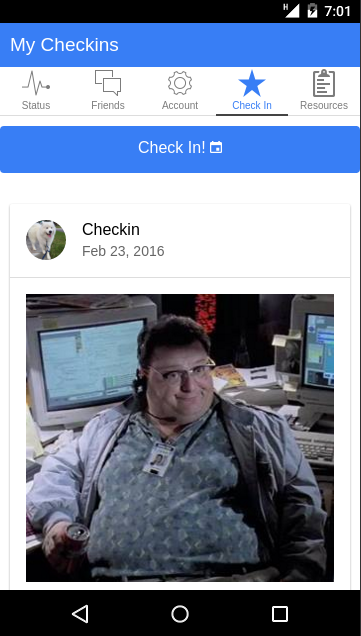 H 7:01
My Checkins
Status Friends Account Check In Resources
Check In!
Checkin
Feb 23, 2016